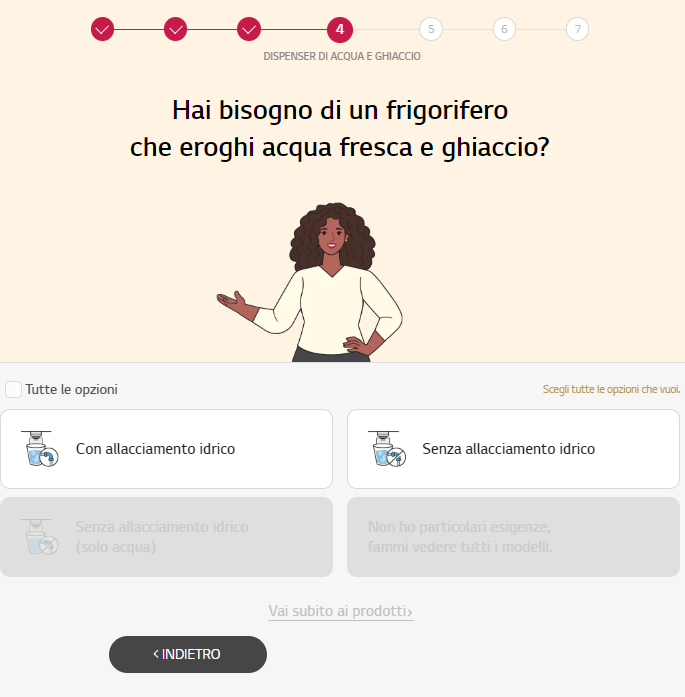 4
5
6
7
DISPENSER DI ACQUA E GHIACCIO
Hai bisogno di un frigorifero
che eroghi acqua fresca e ghiaccio?
Tutte le opzioni
Scegli tutte le opzioni che vuoi.
Con allacciamento idrico
Senza allacciamento idrico
Senza allacciamento idrico
(solo acqua)
Non ho particolari esigenze,
fammi vedere tutti i modelli.
Vai subito ai prodotti›
‹ INDIETRO